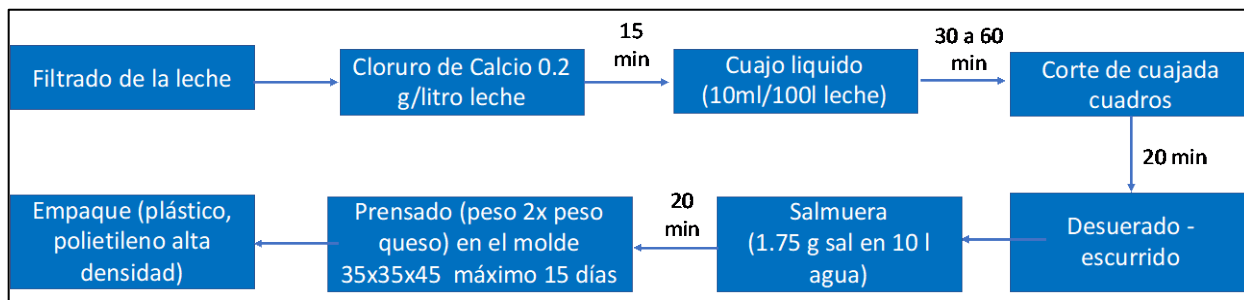 Filtrado de la leche
Cloruro de Calcio 0.2
g/litro leche
15
min
Cuajo liquido
(10ml/100l leche)
30 a 60
min
Corte de cuajada
cuadros
20 min
Desuerado -
escurrido
Salmuera
(1.75 g sal en 10 l
agua)
20
min
Prensado (peso 2x peso
queso) en el molde
35x35x45 máximo 15 días
Empaque (plástico,
polietileno alta
densidad)